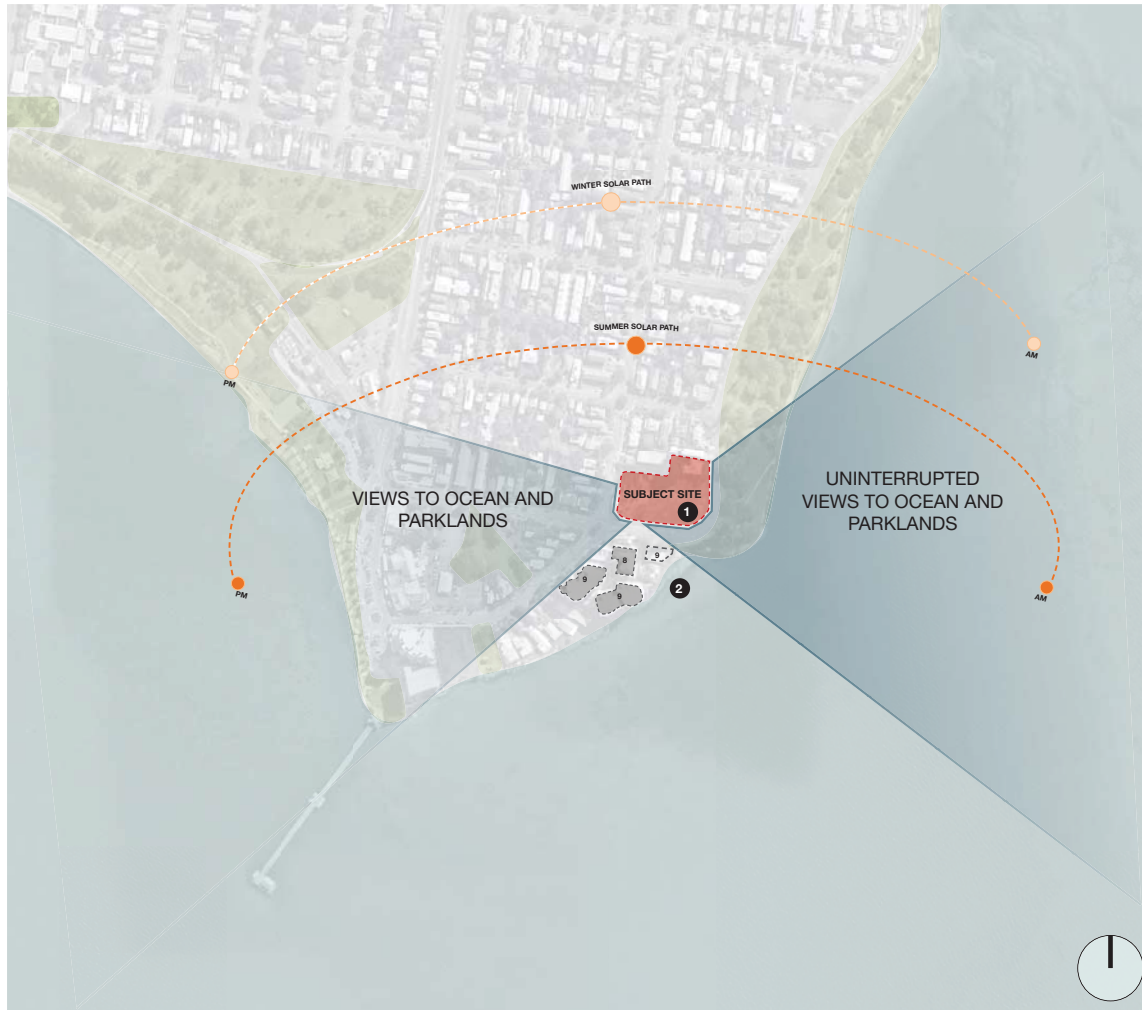 WINTER SOLAR PATH
SUMMER SOLAR PATH
AM
PM
VIEWS TO OCEAN AND
PARKLANDS
SUBJECT SITE
1
UNINTERRUPTED
VIEWS TO OCEAN AND
PARKLANDS
8
9
9
9
2
PM
AM